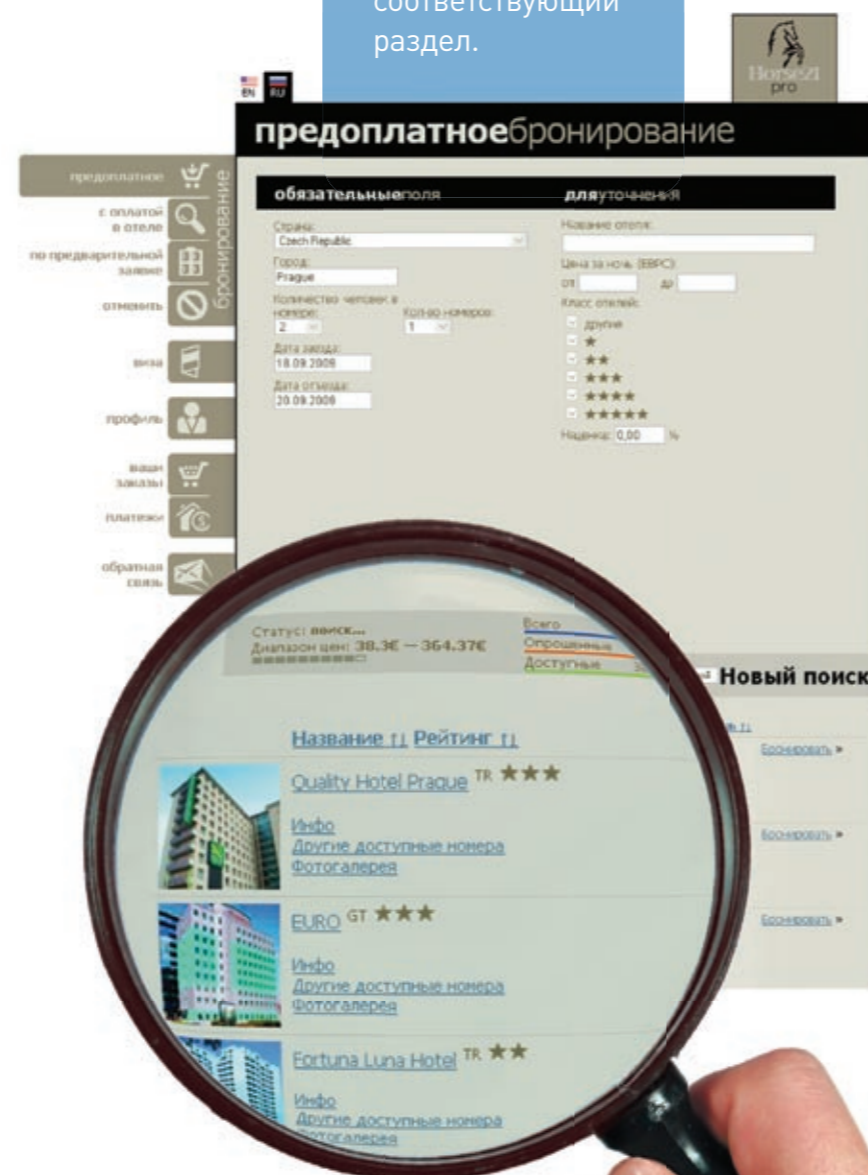 соответствующий
раздел.
Horse21
pro
EN RU
предоплатноебронирование
предоплатное
с оплатой
в отеле
по предварительной
заявке
отменить
бронирование
виза
профиль
ваши
заказы
платежи
обратная
связь
обязательныеполя
Страна:
Czech Republic
Город:
Prague
Количество человек в
номере:
Кол-во номеров:
2
1
Дата заезда:
18.09.2008
Дата отъезда:
20.09.2008
дляуточнения
Название отеля:
Цена за ночь (ЕВРО):
от до
Класс отелей:
другие
★
★★
★★★
★★★★
★★★★★
Наценка: 0,00 %
Статус: поиск...
Диапазон цен: 38.3€ — 364.37€
Всего
Опрошенные
Доступные
Новый поиск
Название ↑↓ Рейтинг ↑↓
Quality Hotel Prague TR ★★★
Инфо
Другие доступные номера
Фотогалерея
Бронировать »
EURO GT ★★★
Инфо
Другие доступные номера
Фотогалерея
Бронировать »
Fortuna Luna Hotel TR ★★
Инфо
Другие доступные номера
Фотогалерея
Бронировать »